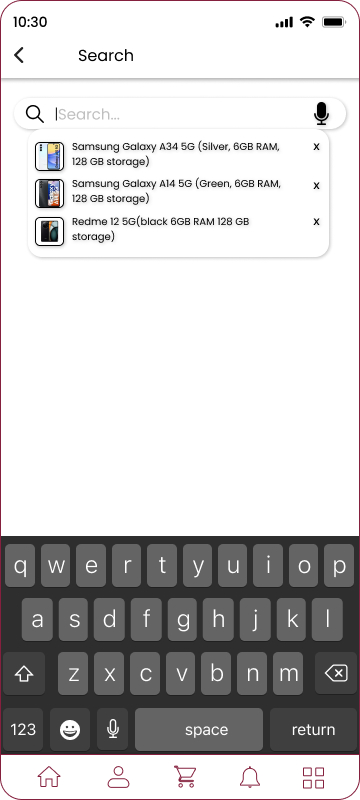 10:30
Search
Search...
Samsung Galaxy A34 5G (Silver, 6GB RAM,
128 GB storage)
x
Samsung Galaxy A14 5G (Green, 6GB RAM,
128 GB storage)
x
Redme 12 5G(black 6GB RAM 128 GB
storage)
x
q w e r t y u i o p
a s d f g h j k l
z x c v b n m
123 space return